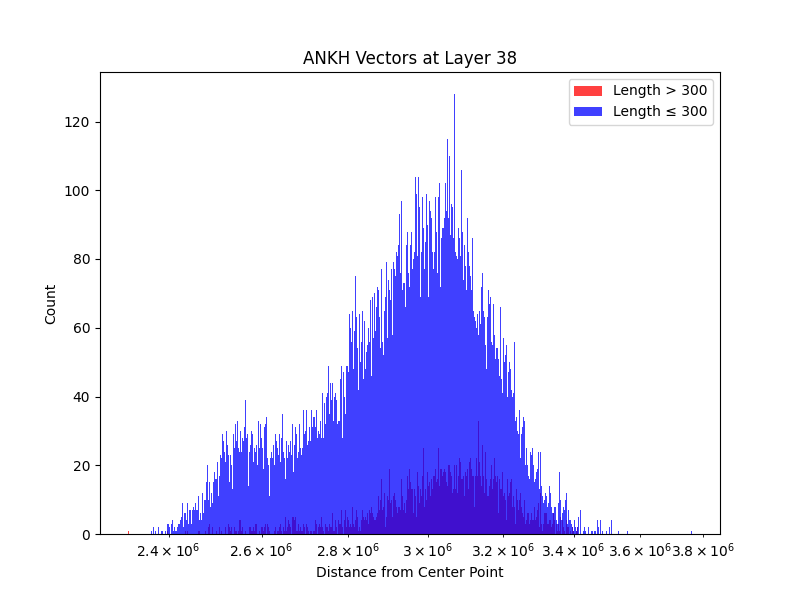 ANKH Vectors at Layer 38
Length > 300
Length ≤ 300
120
100
80
60
40
20
0
Count
2.4 × 10⁶ 2.6 × 10⁶ 2.8 × 10⁶ 3 × 10⁶ 3.2 × 10⁶ 3.4 × 10⁶ 3.6 × 10⁶ 3.8 × 10⁶
Distance from Center Point